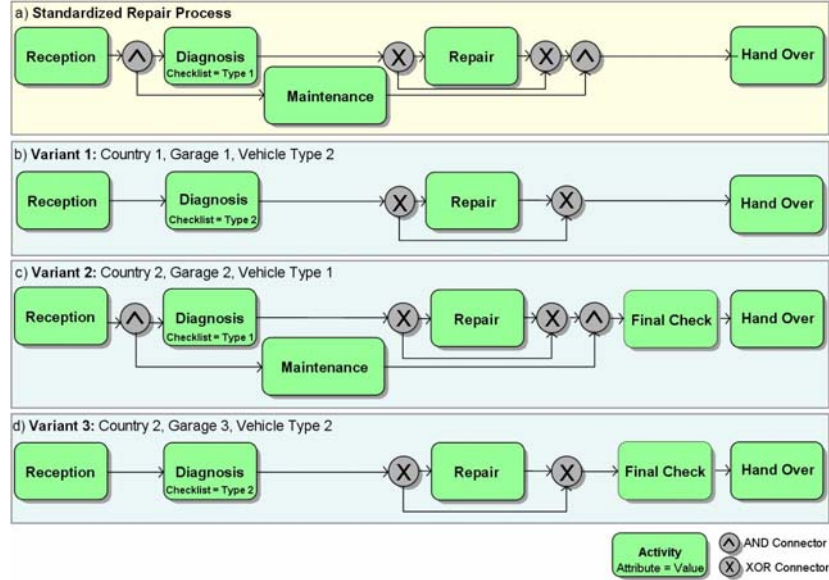 a) Standardized Repair Process
Reception
Diagnosis
Checklist = Type 1
Repair
Maintenance
Hand Over
b) Variant 1: Country 1, Garage 1, Vehicle Type 2
Reception
Diagnosis
Checklist = Type 2
X
Repair
X
Hand Over
c) Variant 2: Country 2, Garage 2, Vehicle Type 1
Reception
Diagnosis
Checklist = Type 1
X
Repair
X
Final Check
Hand Over
Maintenance
d) Variant 3: Country 2, Garage 3, Vehicle Type 2
Reception
Diagnosis
Checklist = Type 2
X
Repair
X
Final Check
Hand Over
Activity
Attribute = Value
AND Connector
X
XOR Connector